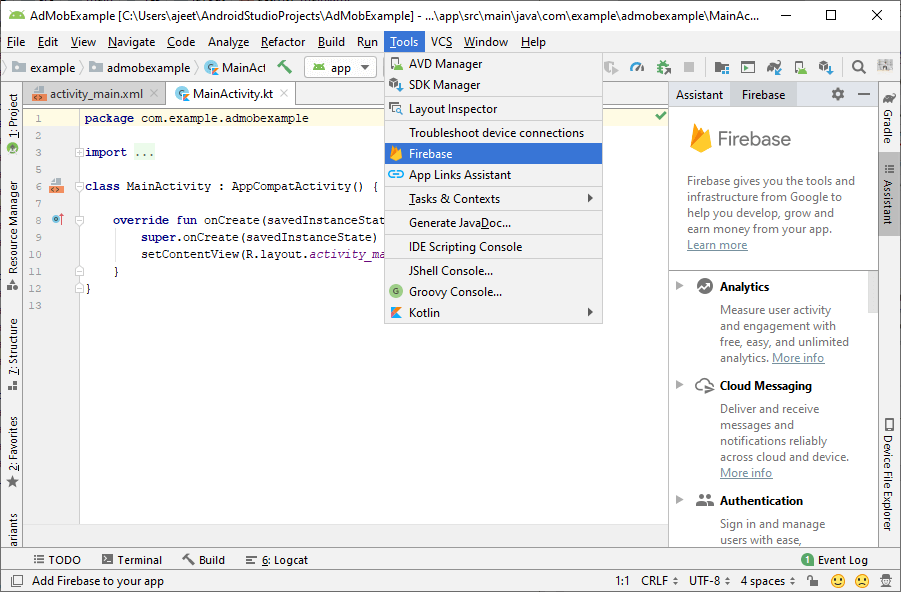 AdMobExample [C:\Users\ajeet\AndroidStudioProjects\AdMobExample] - ...\app\src\main\java\com\example\admobexample\MainAc...
File Edit View Navigate Code Analyze Refactor Build Run Tools VCS Window Help
example admobexample MainAct app
activity_main.xml MainActivity.kt
1: Project
Resource Manager
7: Structure
2: Favorites
ariants
1 package com.example.admobexample
2
3 import ...
5
6 class MainActivity : AppCompatActivity() {
7
8 override fun onCreate(savedInstanceStat
9 super.onCreate(savedInstanceState)
10 setContentView(R.layout.activity_ma
11 }
12 }
13
AVD Manager
SDK Manager
Layout Inspector
Troubleshoot device connections
Firebase
App Links Assistant
Tasks & Contexts
Generate JavaDoc...
IDE Scripting Console
JShell Console...
G Groovy Console...
Kotlin
Assistant Firebase
Firebase
Firebase gives you the tools and
infrastructure from Google to
help you develop, grow and
earn money from your app.
Learn more
Analytics
Measure user activity
and engagement with
free, easy, and unlimited
analytics. More info
Cloud Messaging
Deliver and receive
messages and
notifications reliably
across cloud and device.
More info
Authentication
Sign in and manage
users with ease,
Gradle
Assistant
Device File Explorer
TODO Terminal Build 6: Logcat 1 Event Log
Add Firebase to your app 1:1 CRLF UTF-8 4 spaces